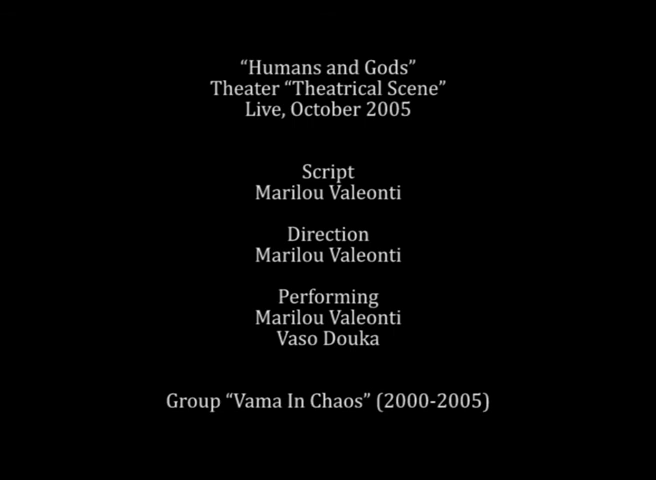 “Humans and Gods”
Theater “Theatrical Scene”
Live, October 2005
Script
Marilou Valeonti
Direction
Marilou Valeonti
Performing
Marilou Valeonti
Vaso Douka
Group “Vama In Chaos” (2000-2005)